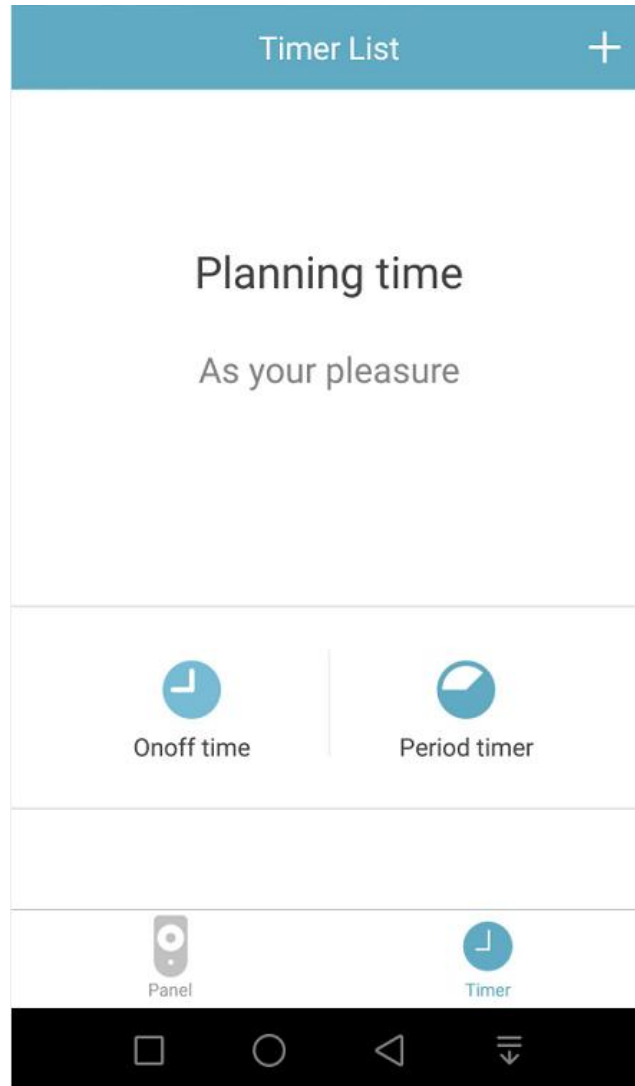 Timer List
Planning time
As your pleasure
Onoff time
Period timer
Panel
Timer